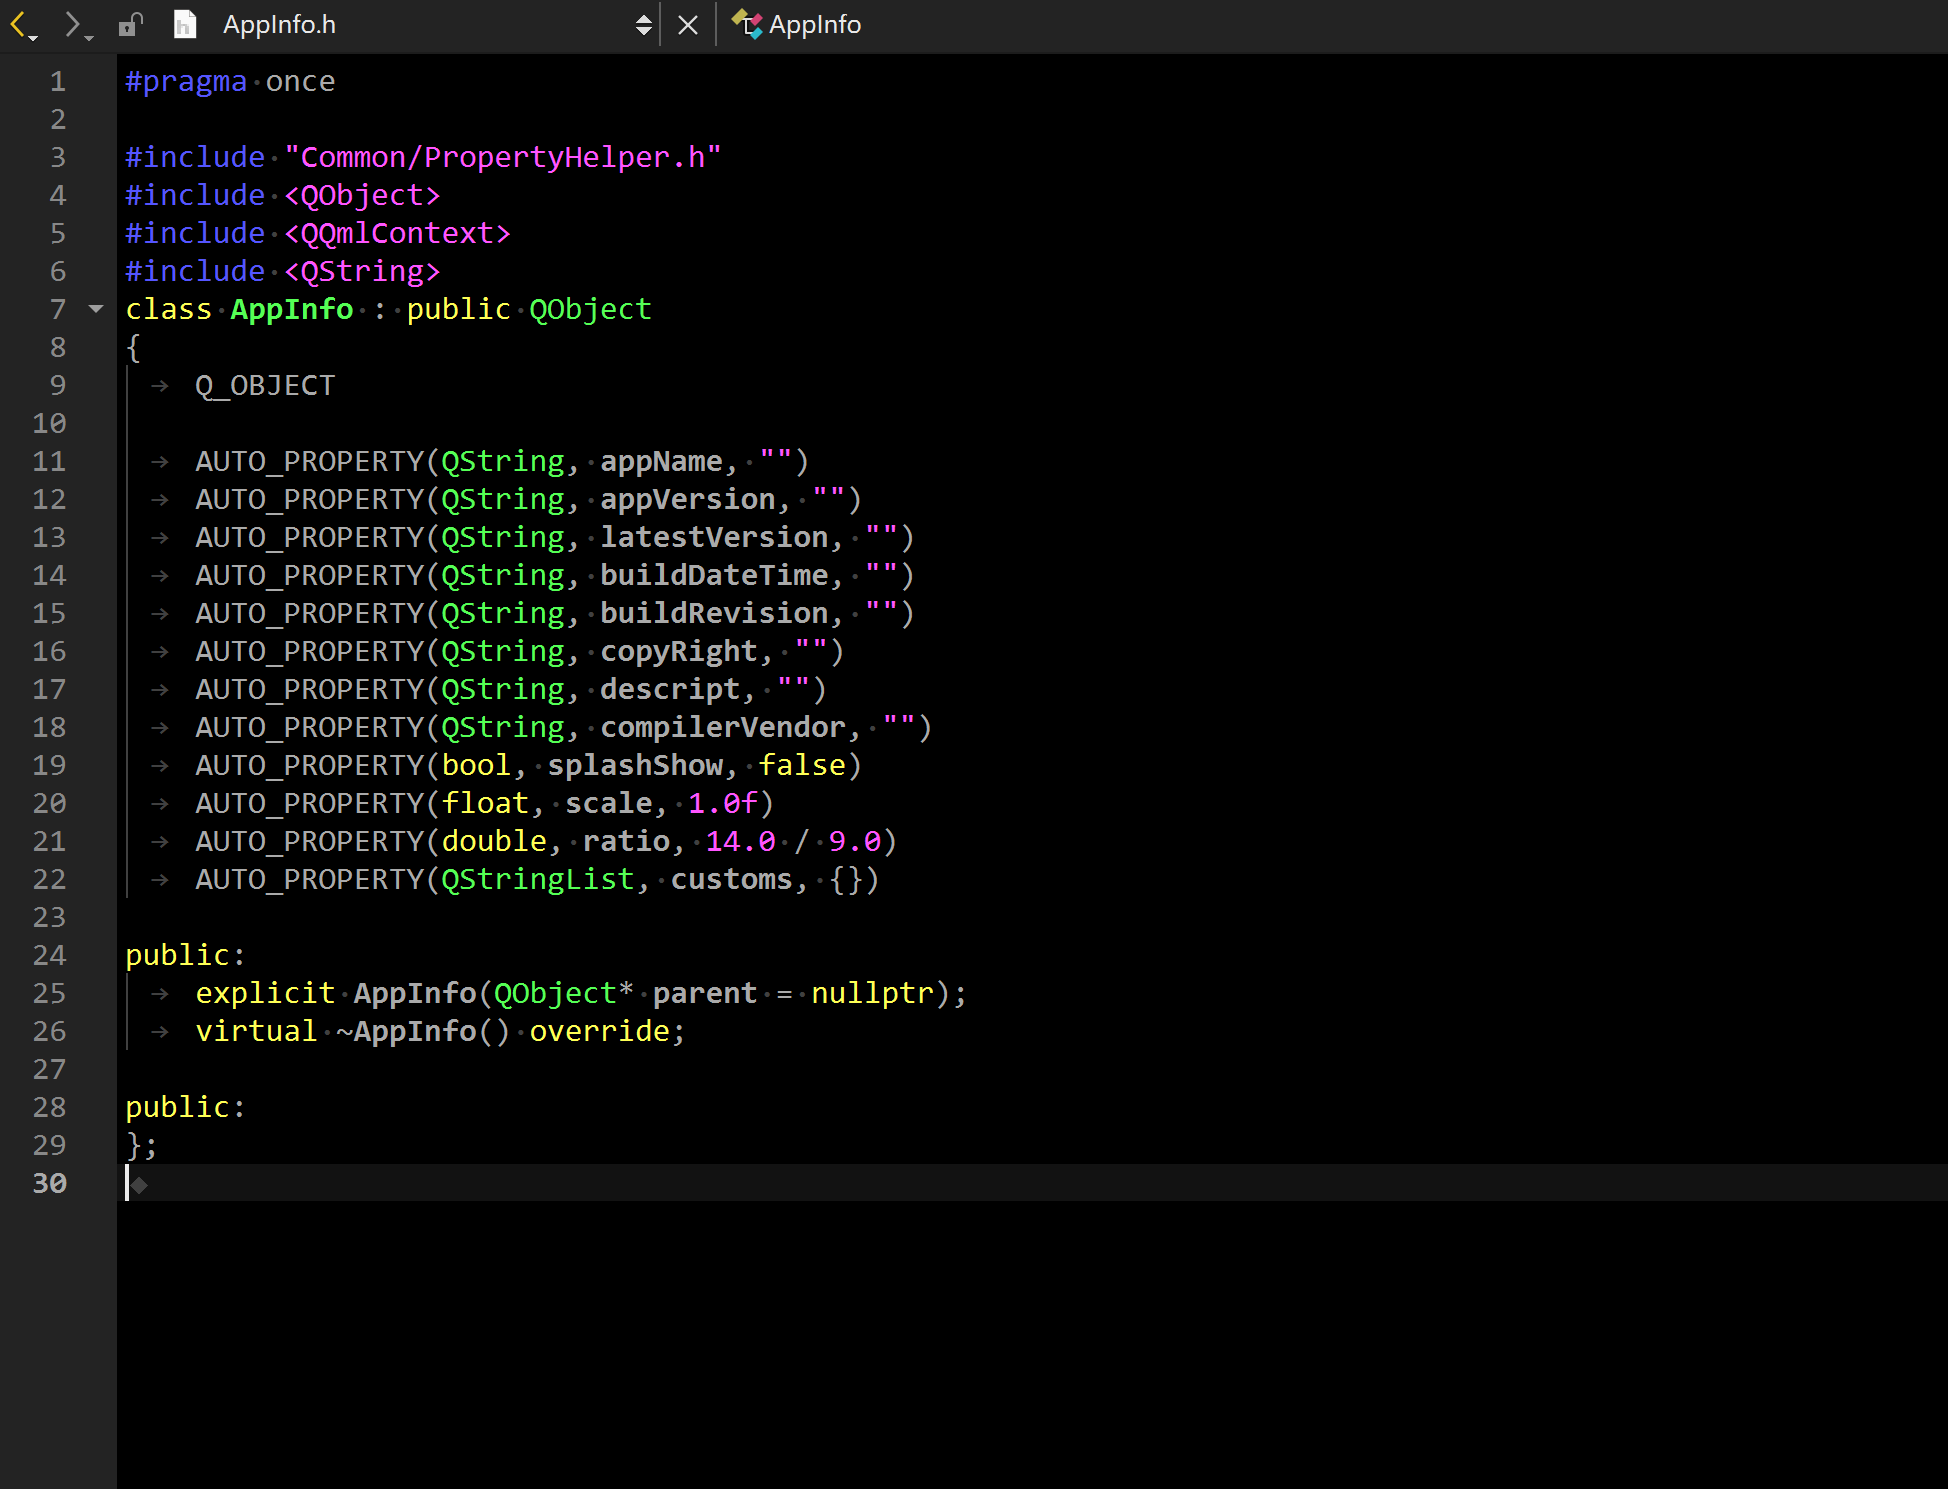 AppInfo.h AppInfo
1 #pragma once
2
3 #include "Common/PropertyHelper.h"
4 #include <QObject>
5 #include <QQmlContext>
6 #include <QString>
7 class AppInfo : public QObject
8 {
9 Q_OBJECT
10
11 AUTO_PROPERTY(QString, appName, "")
12 AUTO_PROPERTY(QString, appVersion, "")
13 AUTO_PROPERTY(QString, latestVersion, "")
14 AUTO_PROPERTY(QString, buildDateTime, "")
15 AUTO_PROPERTY(QString, buildRevision, "")
16 AUTO_PROPERTY(QString, copyRight, "")
17 AUTO_PROPERTY(QString, descript, "")
18 AUTO_PROPERTY(QString, compilerVendor, "")
19 AUTO_PROPERTY(bool, splashShow, false)
20 AUTO_PROPERTY(float, scale, 1.0f)
21 AUTO_PROPERTY(double, ratio, 14.0 / 9.0)
22 AUTO_PROPERTY(QStringList, customs, {})
23
24 public:
25 explicit AppInfo(QObject* parent = nullptr);
26 virtual ~AppInfo() override;
27
28 public:
29 };
30